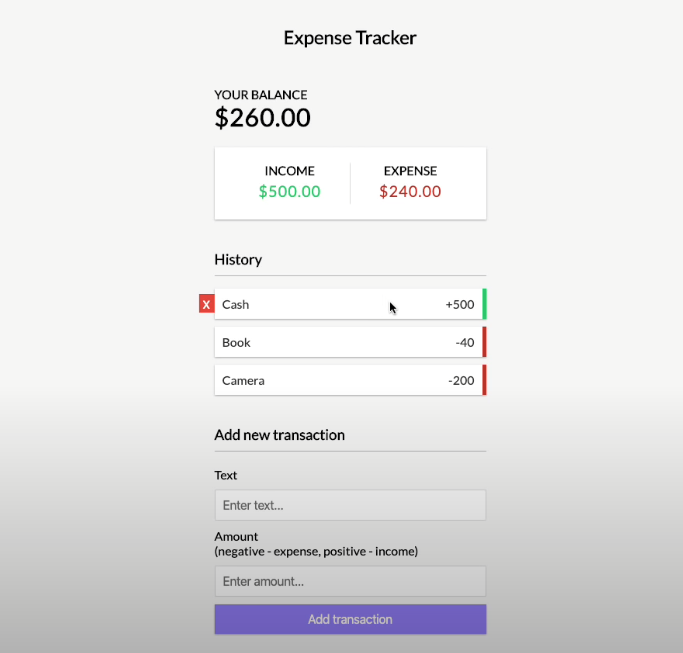 Expense Tracker
YOUR BALANCE
$260.00
INCOME EXPENSE
$500.00 $240.00
History
x Cash +500
Book -40
Camera -200
Add new transaction
Text
Enter text...
Amount
(negative - expense, positive - income)
Enter amount...
Add transaction